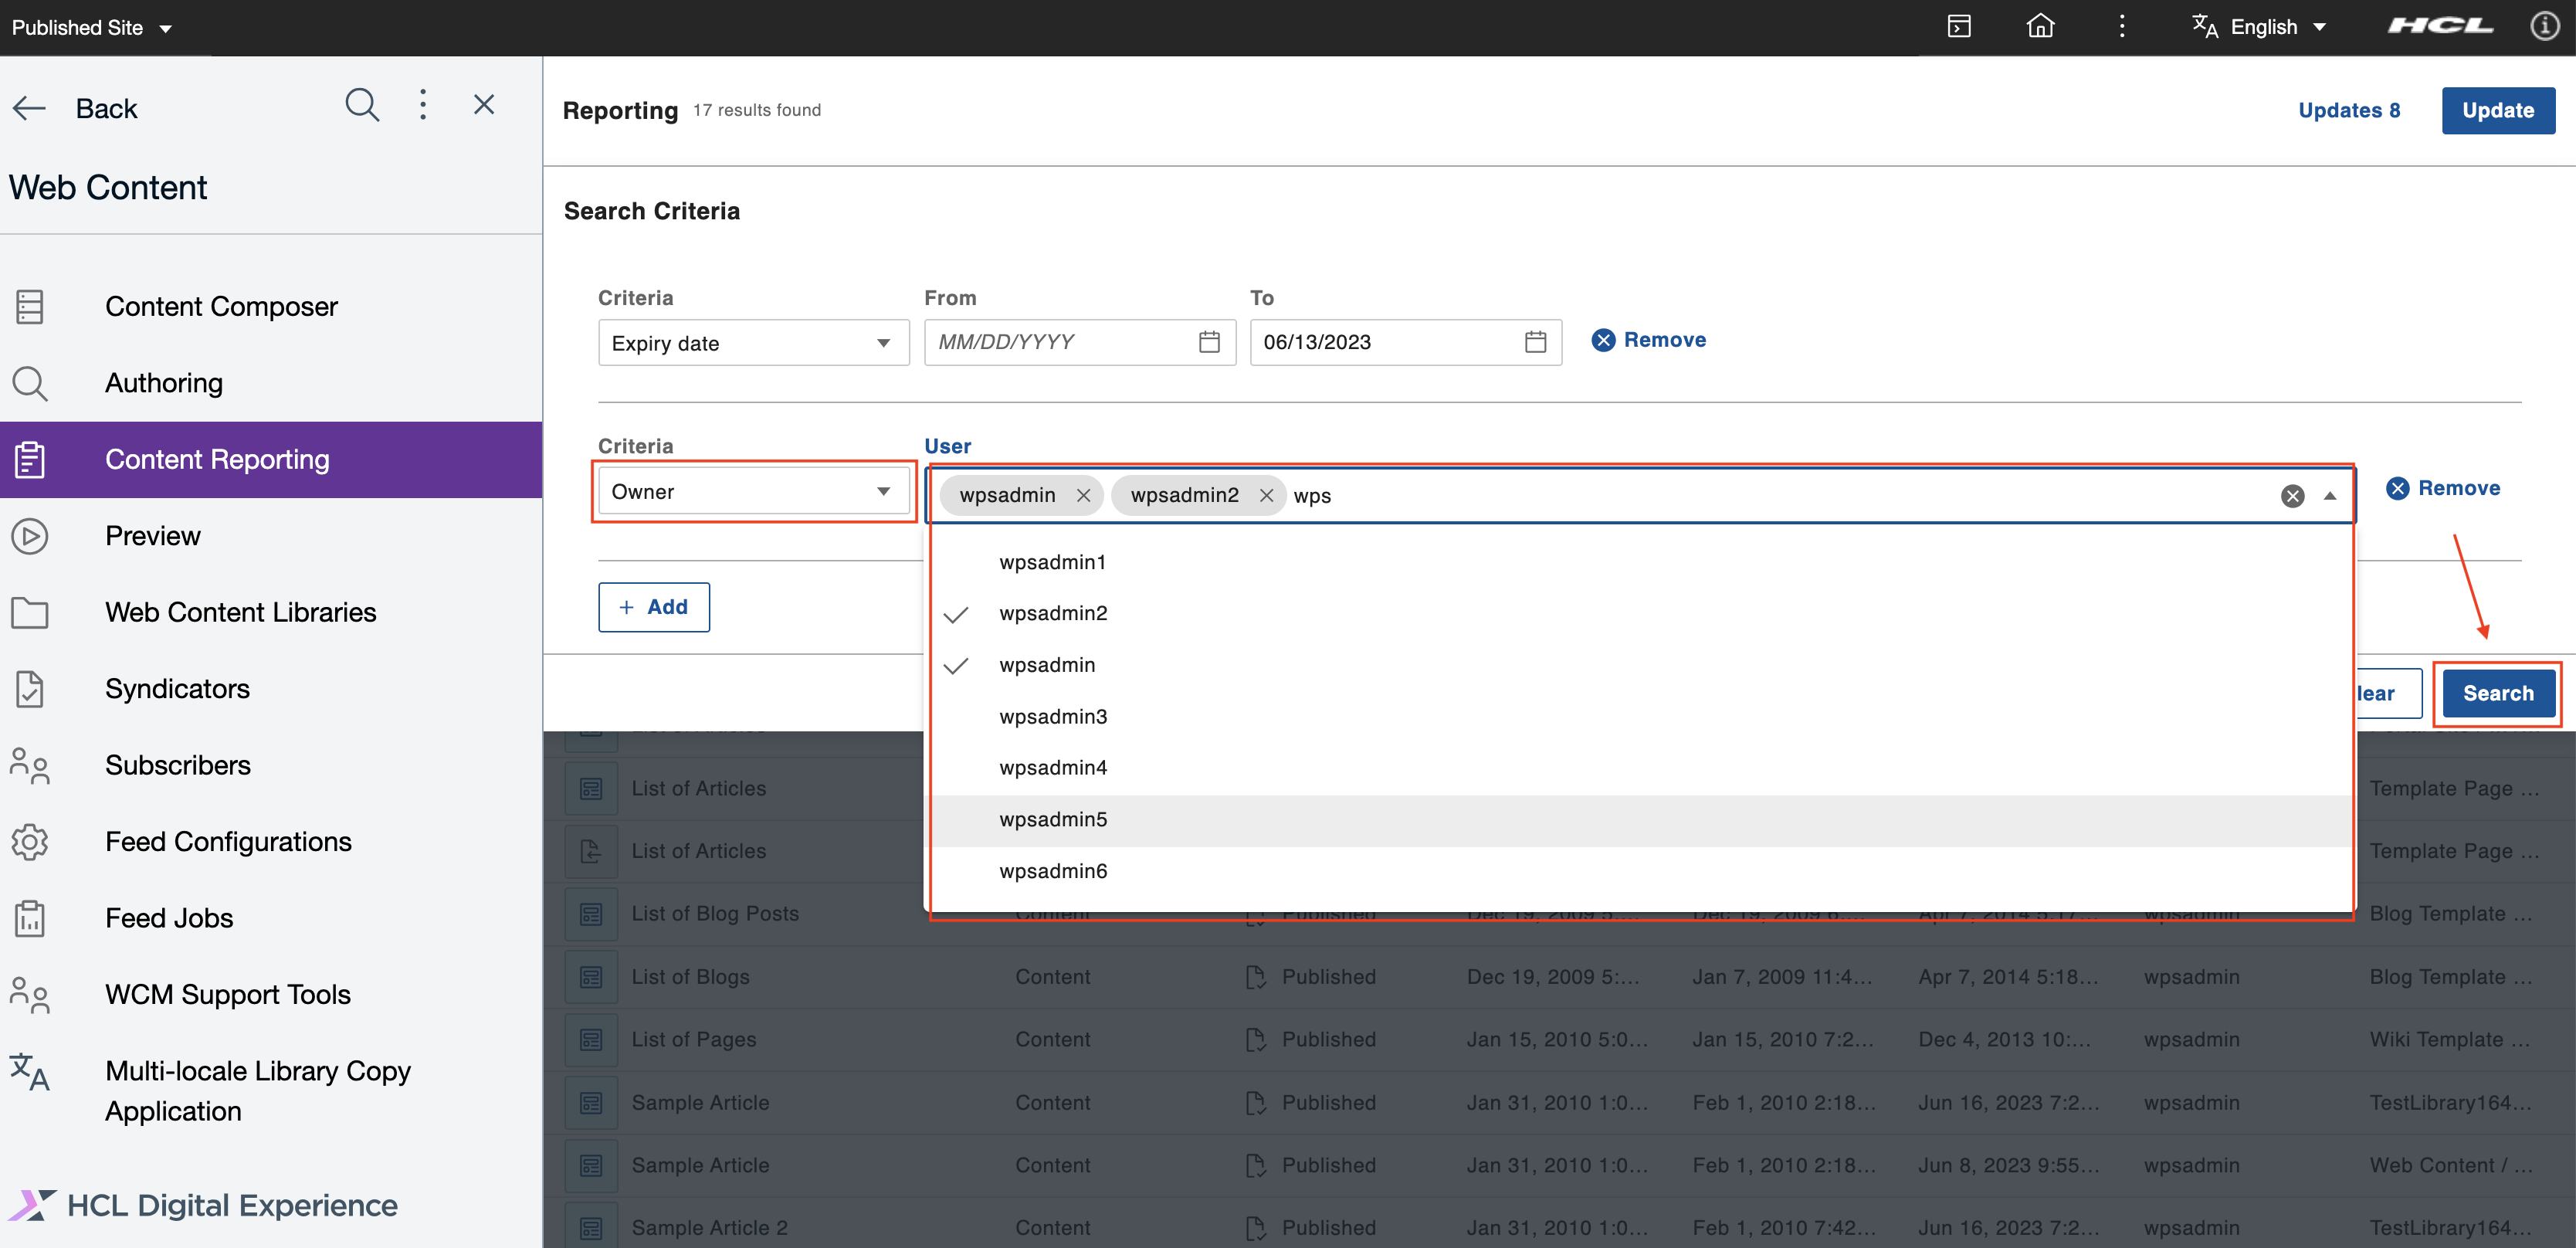 Published Site
English
HCL
Back
Web Content
Content Composer
Authoring
Content Reporting
Preview
Web Content Libraries
Syndicators
Subscribers
Feed Configurations
Feed Jobs
WCM Support Tools
Multi-locale Library Copy
Application
HCL Digital Experience
Reporting 17 results found
Updates 8 Update
Search Criteria
Criteria From To
Expiry date MM/DD/YYYY 06/13/2023 Remove
Criteria User
Owner wpsadmin wpsadmin2 wps Remove
wpsadmin1
+ Add wpsadmin2
wpsadmin
lear Search
wpsadmin3
wpsadmin4
wpsadmin5
wpsadmin6
List of Articles Template Page ...
List of Articles Template Page ...
List of Blog Posts Content Published wpsadmin Blog Template ...
List of Blogs Content Published Dec 19, 2009 5:... Jan 7, 2009 11:4... Apr 7, 2014 5:18... wpsadmin Blog Template ...
List of Pages Content Published Jan 15, 2010 5:0... Jan 15, 2010 7:2... Dec 4, 2013 10:... wpsadmin Wiki Template ...
Sample Article Content Published Jan 31, 2010 1:0... Feb 1, 2010 2:18... Jun 16, 2023 7:2... wpsadmin TestLibrary164...
Sample Article Content Published Jan 31, 2010 1:0... Feb 1, 2010 2:18... Jun 8, 2023 9:55... wpsadmin Web Content / ...
Sample Article 2 Content Published Jan 31, 2010 1:0... Feb 1, 2010 7:42... Jun 16, 2023 7:2... wpsadmin TestLibrary164...